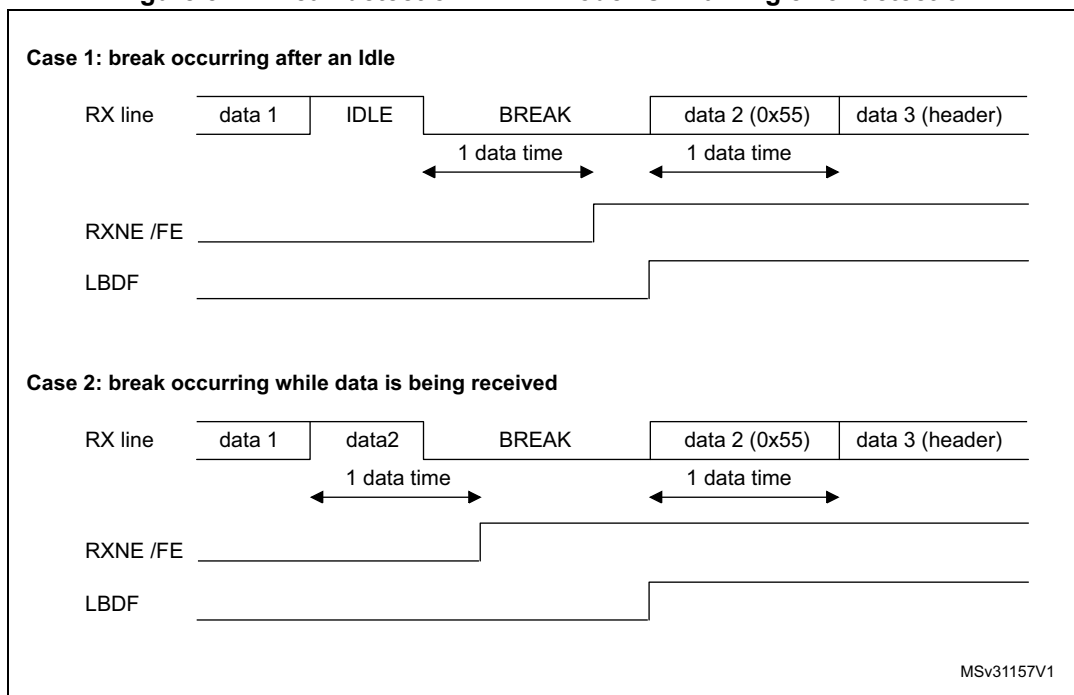 Case 1: break occurring after an Idle
RX line data 1 IDLE BREAK data 2 (0x55) data 3 (header)
1 data time 1 data time
RXNE /FE
LBDF
Case 2: break occurring while data is being received
RX line data 1 data2 BREAK data 2 (0x55) data 3 (header)
1 data time 1 data time
RXNE /FE
LBDF
MSv31157V1